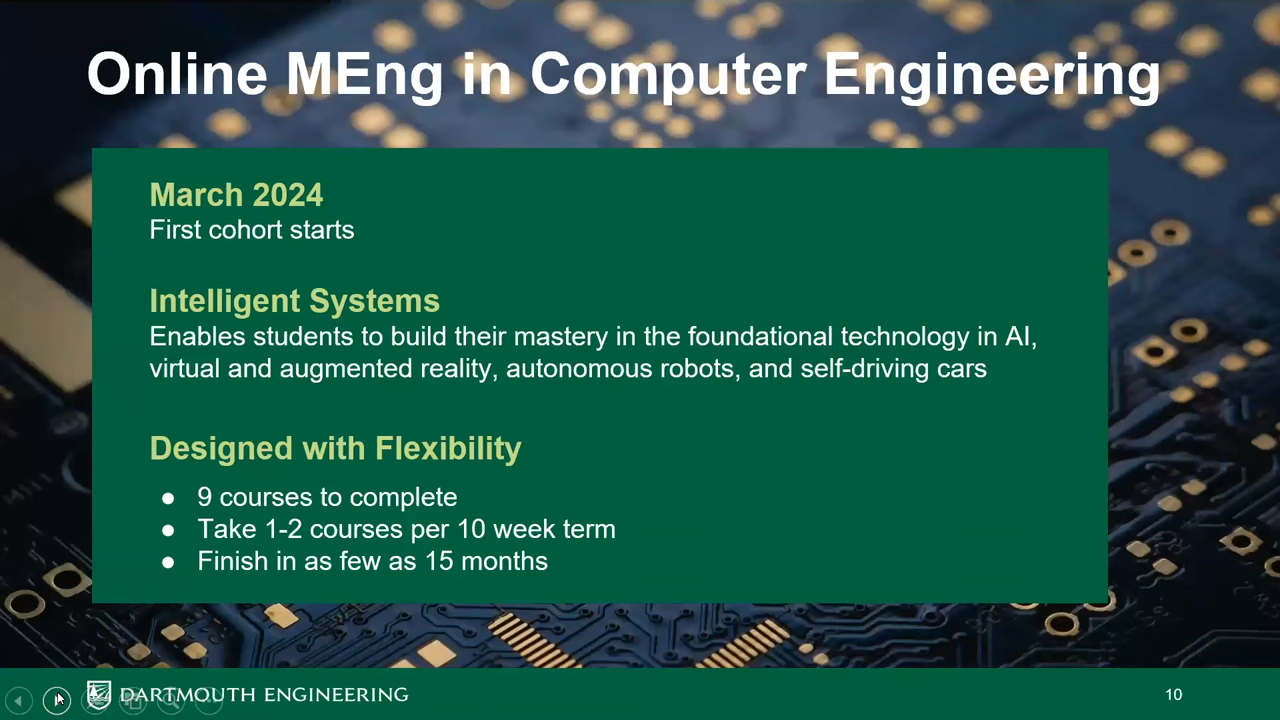 Online MEng in Computer Engineering
March 2024
First cohort starts
Intelligent Systems
Enables students to build their mastery in the foundational technology in AI,
virtual and augmented reality, autonomous robots, and self-driving cars
Designed with Flexibility
● 9 courses to complete
● Take 1-2 courses per 10 week term
● Finish in as few as 15 months
DARTMOUTH ENGINEERING
10